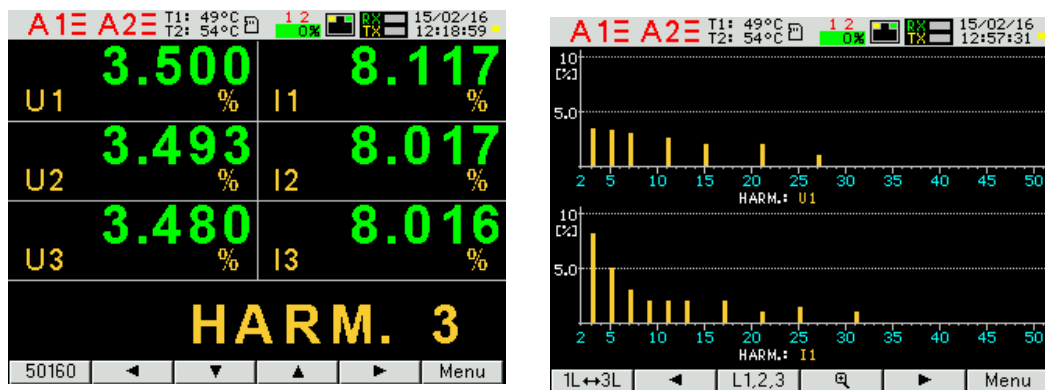 A1Ξ A2Ξ T1: 49°C 1 2 RX 15/02/16
T2: 54°C 0% TX 12:18:59
3.500 8.117
U1 % I1 %
3.493 8.017
U2 % I2 %
3.480 8.016
U3 % I3 %
HARM. 3
50160 ◄ ▼ ▲ ► Menu
A1Ξ A2Ξ T1: 49°C 1 2 RX 15/02/16
T2: 54°C 0% TX 12:57:31
10
[%]
5.0
2 5 10 15 20 25 30 35 40 45 50
HARM.: U1
10
[%]
5.0
2 5 10 15 20 25 30 35 40 45 50
HARM.: I1
1L↔3L ◄ L1,2,3 ► Menu